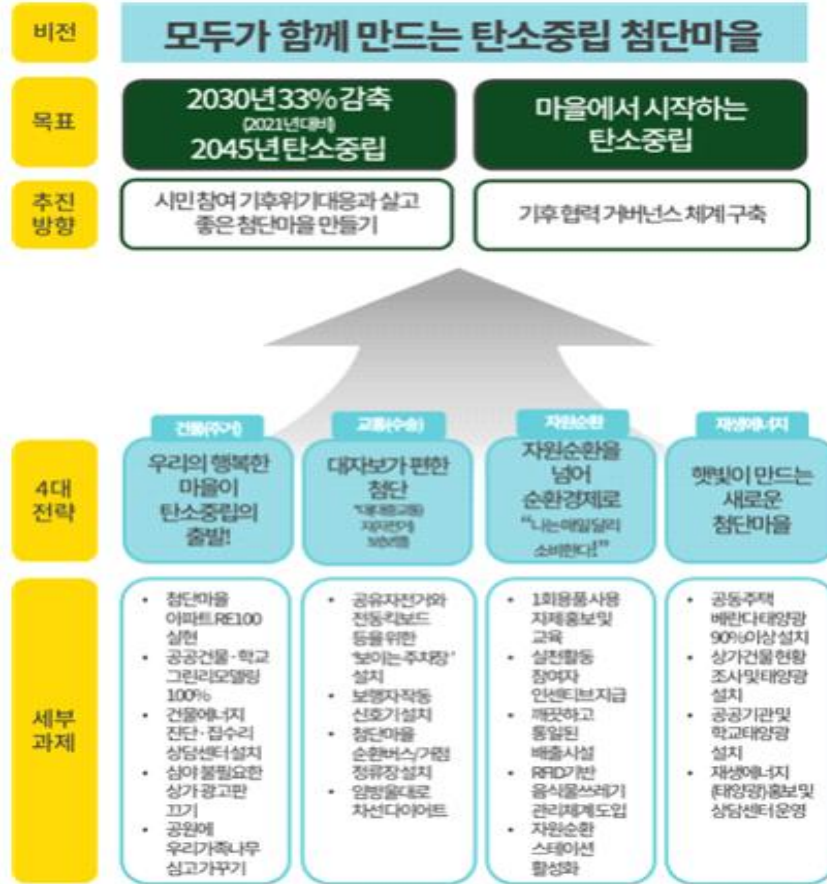 비전
모두가 함께 만드는 탄소중립 첨단마을
목표
2030년 33% 감축
(2021년 대비)
2045년 탄소중립
마을에서 시작하는
탄소중립
추진
방향
시민 참여 기후위기대응과 살고
좋은 첨단마을 만들기
기후 협력 거버넌스 체계 구축
4대
전략
건물(주거)
우리의 행복한
마을이
탄소중립의
출발!
교통(수송)
대자보가 편한
첨단
자원순환
자원순환을
넘어
순환경제로
“나는 매일 달리
소비한다!”
재생에너지
햇빛이 만드는
새로운
첨단마을
세부
과제
• 첨단마을
아파트 RE100
실현
• 공공건물·학교
그린리모델링
100%
• 건물에너지
진단·집수리
상담센터 설치
• 심야 불필요한
상가 광고판
끄기
• 공원에
우리가족나무
심고 가꾸기
• 공유자전거와
전동킥보드
등을 위한
‘보이는 주차장’
설치
• 보행자 작동
신호기 설치
• 첨단마을
순환버스/거점
정류장 설치
• 임방울대로
차선 다이어트
• 1회용품 사용
자제 홍보 및
교육
• 실천활동
참여자
인센티브 지급
• 깨끗하고
통일된
배출시설
• RFID기반
음식물쓰레기
관리체계 도입
• 자원순환
스테이션
활성화
• 공동주택
베란다 태양광
90%이상 설치
• 상가건물 현황
조사 및 태양광
설치
• 공공기관 및
학교 태양광
설치
• 재생에너지
(태양광) 홍보 및
상담센터 운영